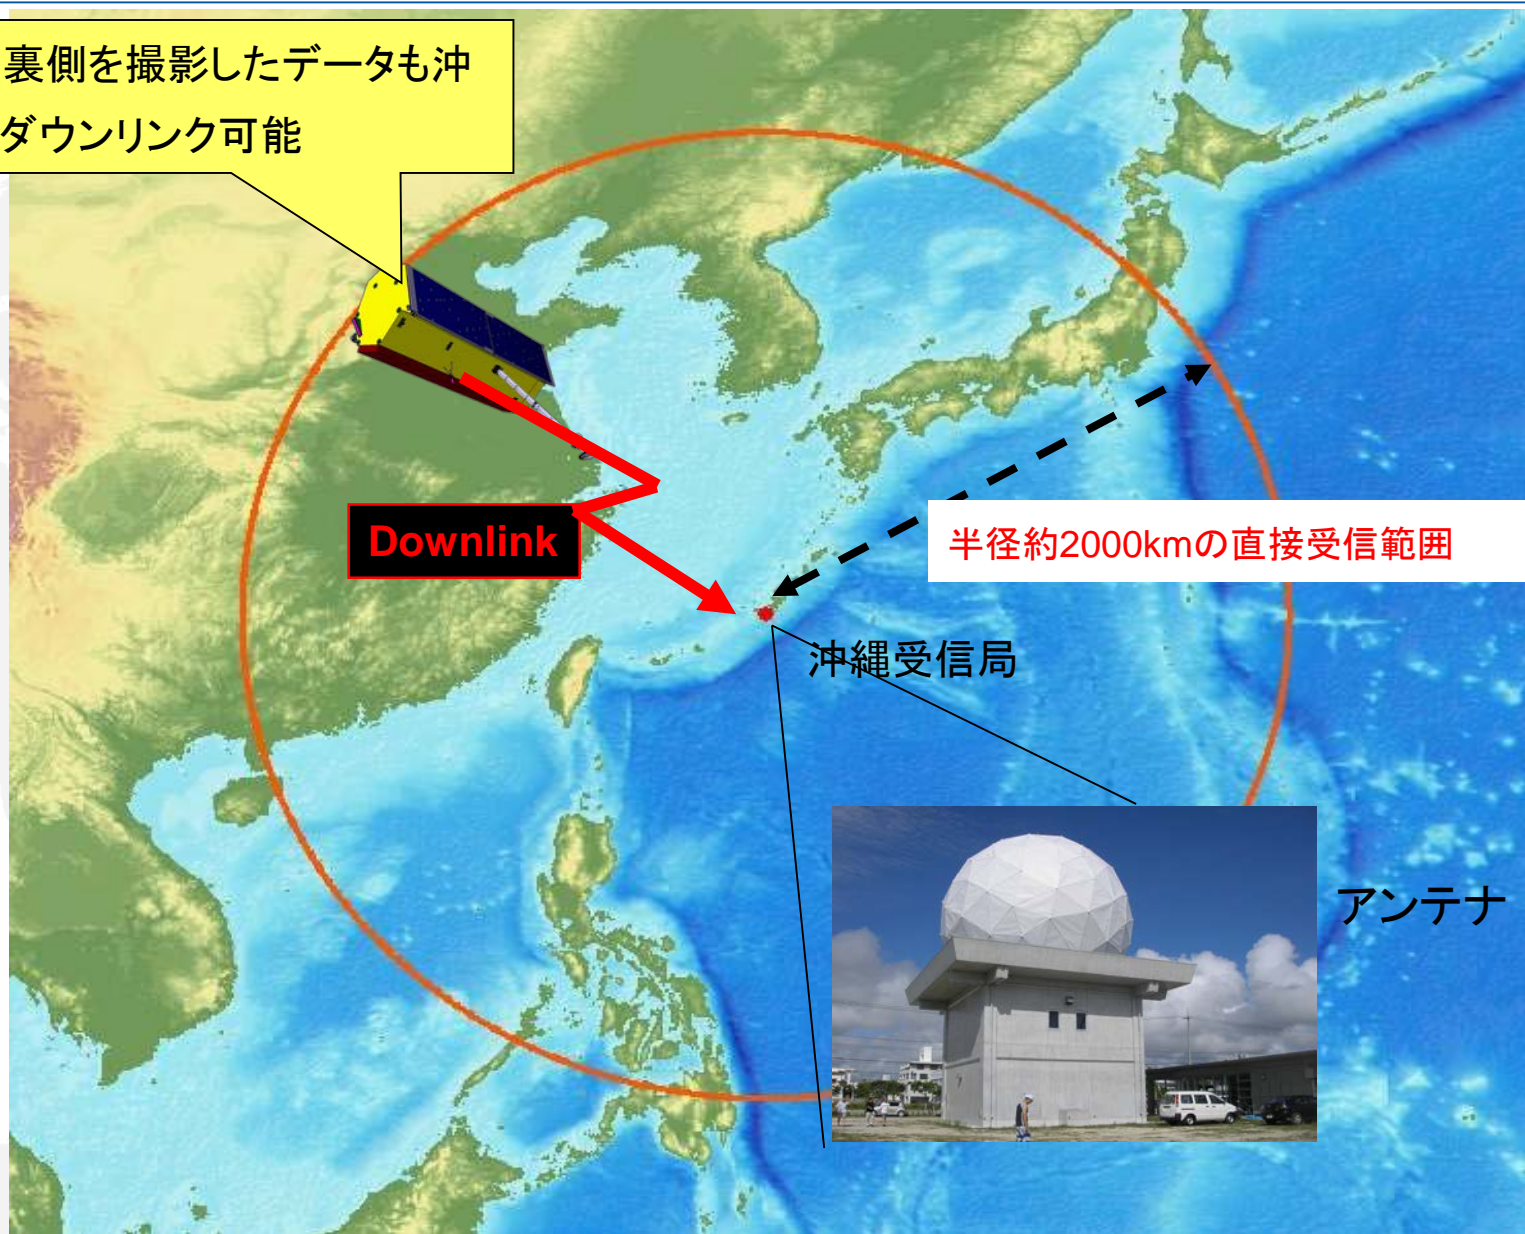 裏側を撮影したデータも沖
ダウンリンク可能
Downlink
半径約2000kmの直接受信範囲
沖縄受信局
アンテナ